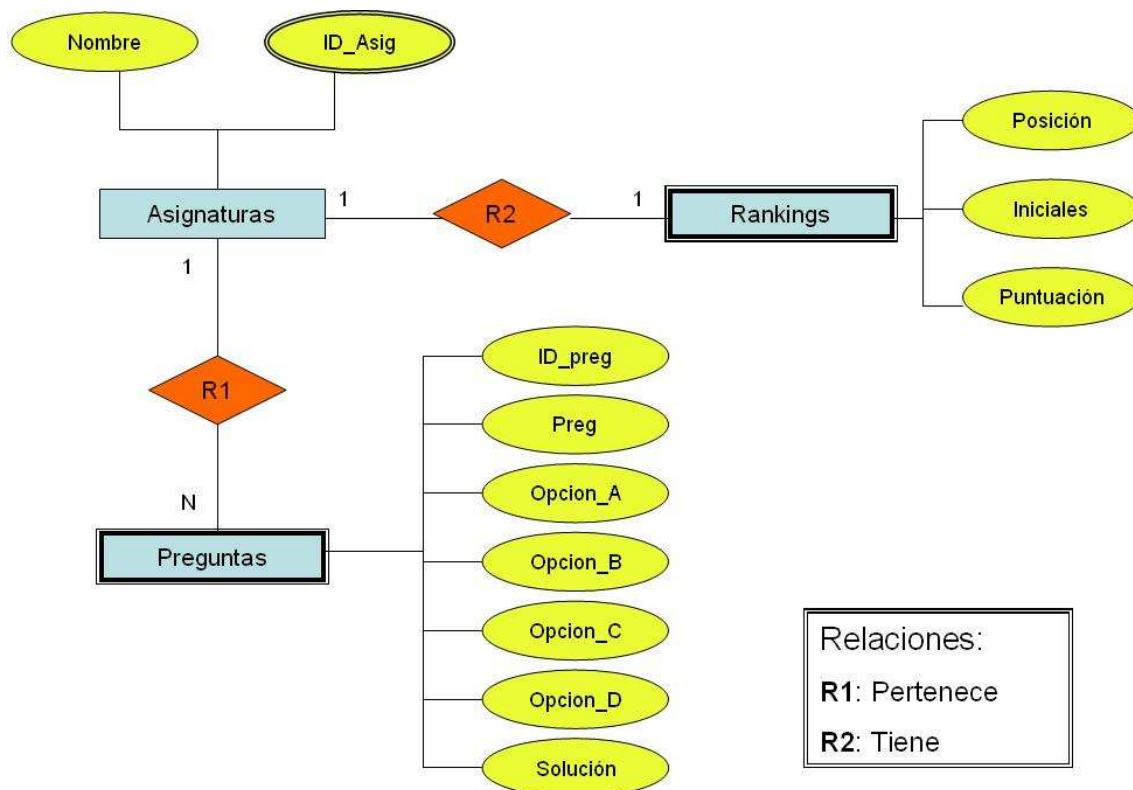 Nombre
ID_Asig
Posición
Asignaturas
1
R2
1
Rankings
Iniciales
1
Puntuación
ID_preg
R1
Preg
Opcion_A
N
Preguntas
Opcion_B
Opcion_C
Opcion_D
Solución
Relaciones:
R1: Pertenece
R2: Tiene